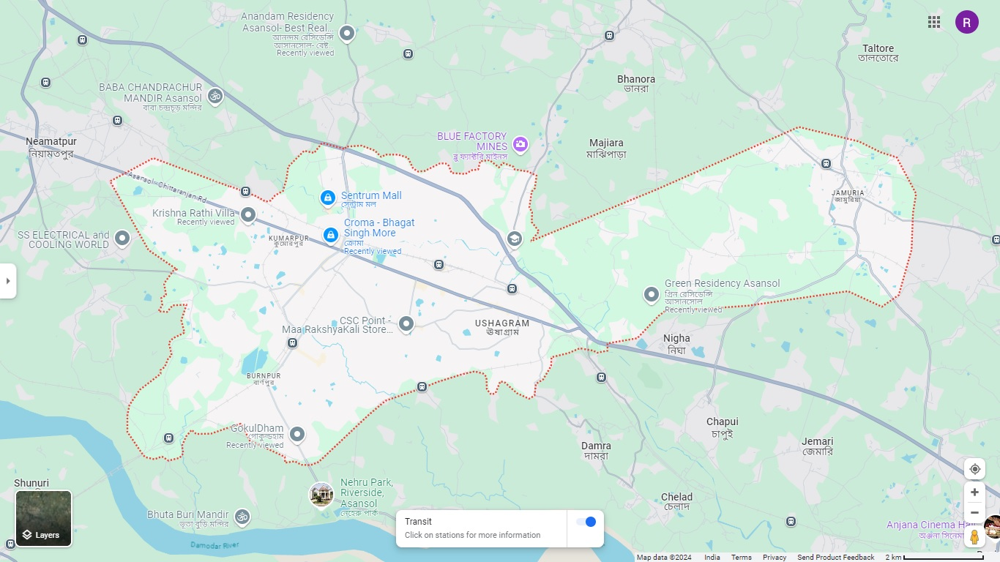 Anandam Residency
Asansol- Best Real...
আনন্দম রেসিডেন্সি
আসানসোল- বেষ্ট...
Recently viewed
R
Taltore
তালতোরে
Bhanora
ভানরা
BABA CHANDRACHUR
MANDIR Asansol
বাবা চন্দ্রচূড় মন্দির
Neamatpur
নিয়ামতপুর
BLUE FACTORY
MINES
ব্লু ফ্যাক্টরি মাইনস
Majiara
মাঝিপাড়া
Asansol - Chittaranjan Rd
Sentrum Mall
সেন্ট্রাম মল
JAMURIA
জামুরিয়া
Krishna Rathi Villa
Recently viewed
Croma - Bhagat
Singh More
ক্রোমা
Recently viewed
SS ELECTRICAL and
COOLING WORLD
KUMARPUR
কুমোরপুর
Green Residency Asansol
গ্রিন রেসিডেন্সি
আসানসোল
Recently viewed
CSC Point -
Maa RakshyaKali Store...
USHAGRAM
ঊষাগ্রাম
Nigha
নিঘা
BURNPUR
বার্ণপুর
GokulDham
গোকুলধাম
Recently viewed
Chapui
চাপুই
Damra
দামরা
Jemari
জেমারি
Shunuri
Nehru Park,
Riverside,
Asansol
নেহেরু পার্ক
Chelad
চেলাদ
Bhuta Buri Mandir
ভূতা বুড়ি মন্দির
Anjana Cinema Hall
অঞ্জনা সিনেমা
Damodar River
Layers
Transit
Click on stations for more information
Map data ©2024 India Terms Privacy Send Product Feedback 2 km